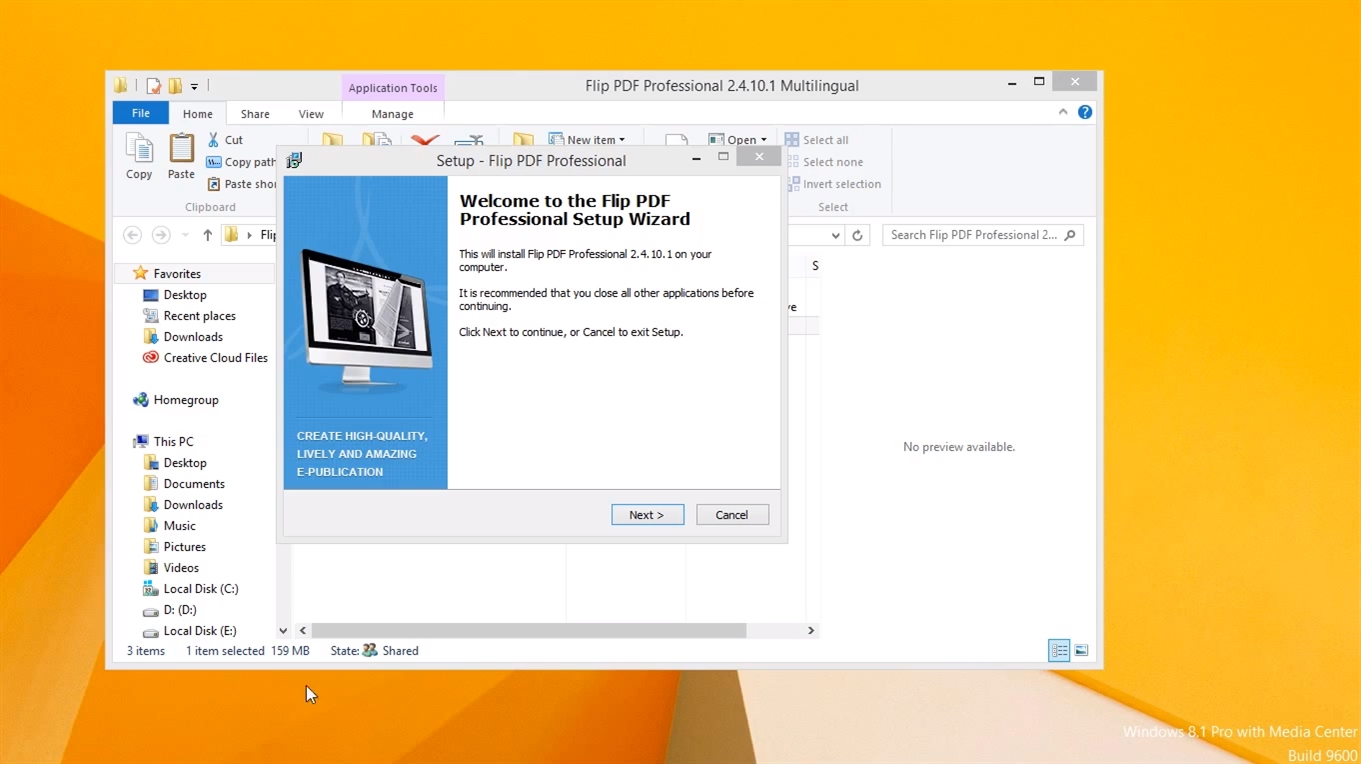 Application Tools
Flip PDF Professional 2.4.10.1 Multilingual
File
Home
Share
View
Manage
Copy
Paste
Cut
Copy path
Paste shor
Clipboard
New item
Open
Select all
Select none
Invert selection
Select
Flip
Search Flip PDF Professional 2...
Favorites
Desktop
Recent places
Downloads
Creative Cloud Files
Homegroup
This PC
Desktop
Documents
Downloads
Music
Pictures
Videos
Local Disk (C:)
D: (D:)
Local Disk (E:)
S
ve
No preview available.
3 items
1 item selected 159 MB
State: Shared
Setup - Flip PDF Professional
Welcome to the Flip PDF
Professional Setup Wizard
This will install Flip PDF Professional 2.4.10.1 on your
computer.
It is recommended that you close all other applications before
continuing.
Click Next to continue, or Cancel to exit Setup.
CREATE HIGH-QUALITY,
LIVELY AND AMAZING
E-PUBLICATION
Next >
Cancel
Windows 8.1 Pro with Media Center
Build 9600